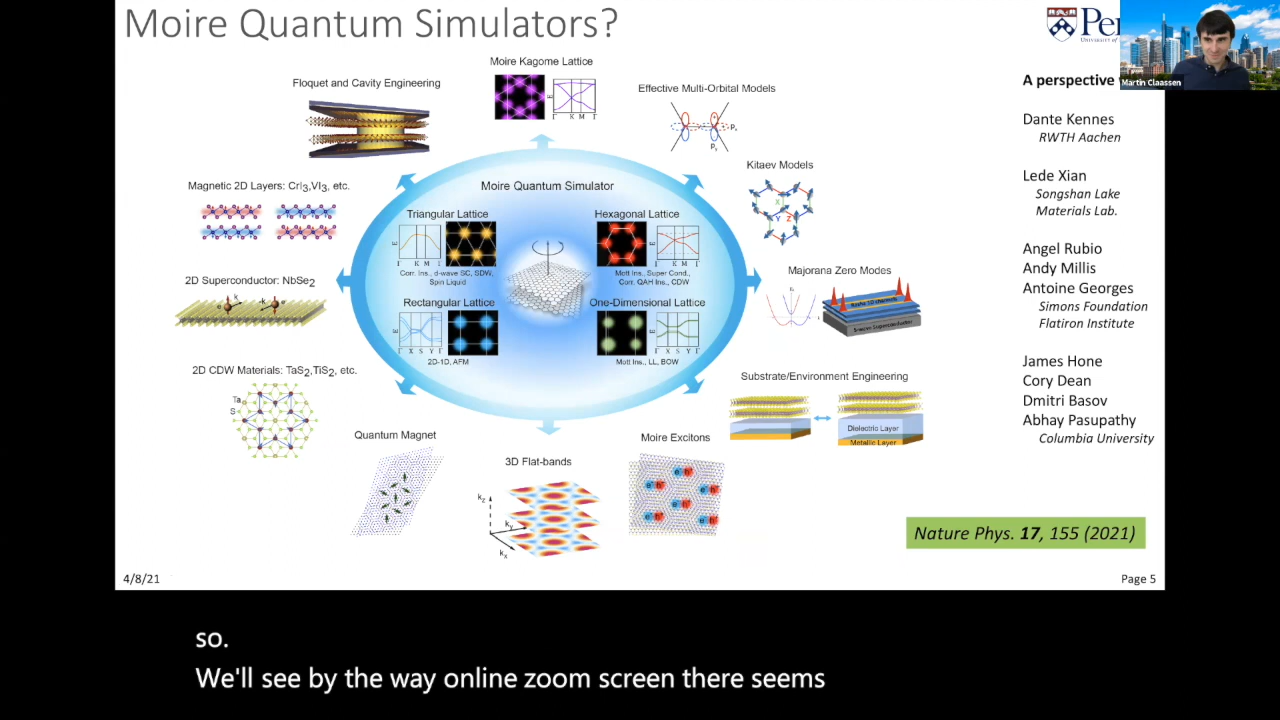 Moire Quantum Simulators?
Martin Claassen
Moire Kagome Lattice
E
Γ K M Γ
Floquet and Cavity Engineering
Effective Multi-Orbital Models
Px
Py
Magnetic 2D Layers: CrI3,VI3, etc.
Kitaev Models
X
Y Z
Moire Quantum Simulator
Triangular Lattice
E
Γ K M Γ
Corr. Ins., d-wave SC, SDW,
Spin Liquid
Hexagonal Lattice
E
Γ K M Γ
Mott Ins., Super Cond.,
Corr. QAH Ins., CDW
Rectangular Lattice
E
Γ X S Y Γ
2D-1D, AFM
One-Dimensional Lattice
E
Γ X S Y Γ
Mott Ins., LL, BOW
2D Superconductor: NbSe2
k
-k
Majorana Zero Modes
2D CDW Materials: TaS2,TiS2, etc.
Ta
S
Substrate/Environment Engineering
Dielectric Layer
Metallic Layer
Quantum Magnet
3D Flat-bands
kz
ky
kx
Moire Excitons
A perspective
Dante Kennes
RWTH Aachen
Lede Xian
Songshan Lake
Materials Lab.
Angel Rubio
Andy Millis
Antoine Georges
Simons Foundation
Flatiron Institute
James Hone
Cory Dean
Dmitri Basov
Abhay Pasupathy
Columbia University
Nature Phys. 17, 155 (2021)
4/8/21
Page 5
so.
We'll see by the way online zoom screen there seems